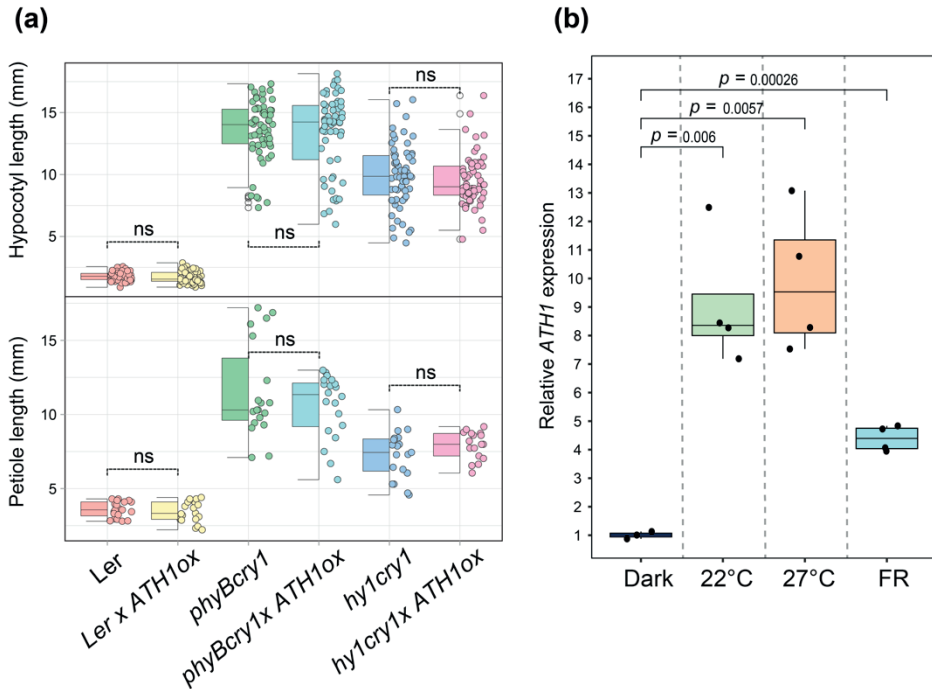 (a)
Hypocotyl length (mm)
15
10
5
ns
ns
ns
Petiole length (mm)
15
10
5
ns
ns
ns
Ler
Ler x ATH1ox
phyBcry1
phyBcry1x ATH1ox
hy1cry1
hy1cry1x ATH1ox
(b)
Relative ATH1 expression
17
16
15
14
13
12
11
10
9
8
7
6
5
4
3
2
1
p = 0.00026
p = 0.0057
p = 0.006
Dark 22°C 27°C FR